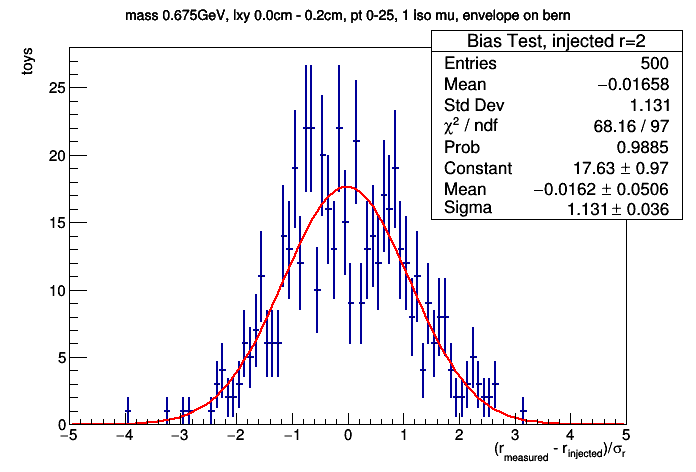 mass 0.675GeV, lxy 0.0cm - 0.2cm, pt 0-25, 1 Iso mu, envelope on bern
Bias Test, injected r=2
Entries 500
Mean −0.01658
Std Dev 1.131
χ² / ndf 68.16 / 97
Prob 0.9885
Constant 17.63 ± 0.97
Mean −0.0162 ± 0.0506
Sigma 1.131 ± 0.036
toys
25
20
15
10
5
0
−5 −4 −3 −2 −1 0 1 2 3 4 5
(r_measured - r_injected)/σ_r